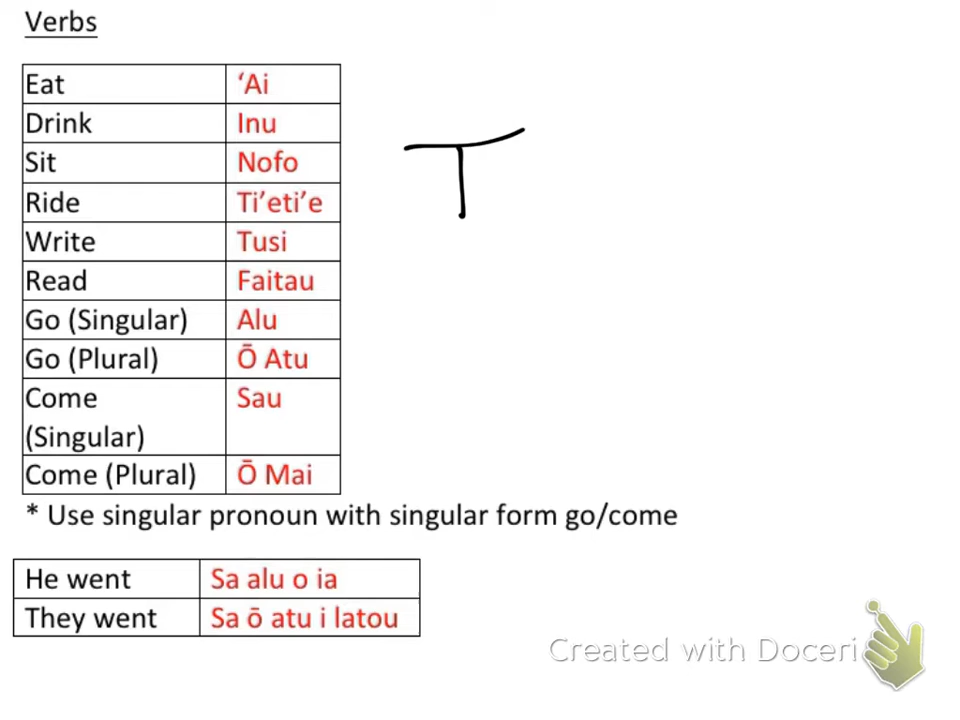 Verbs
Eat ‘Ai
Drink Inu
Sit Nofo
Ride Ti’eti’e
Write Tusi
Read Faitau
Go (Singular) Alu
Go (Plural) Ō Atu
Come Sau
(Singular)
Come (Plural) Ō Mai
* Use singular pronoun with singular form go/come
He went Sa alu o ia
They went Sa ō atu i latou
T
Created with Doceri